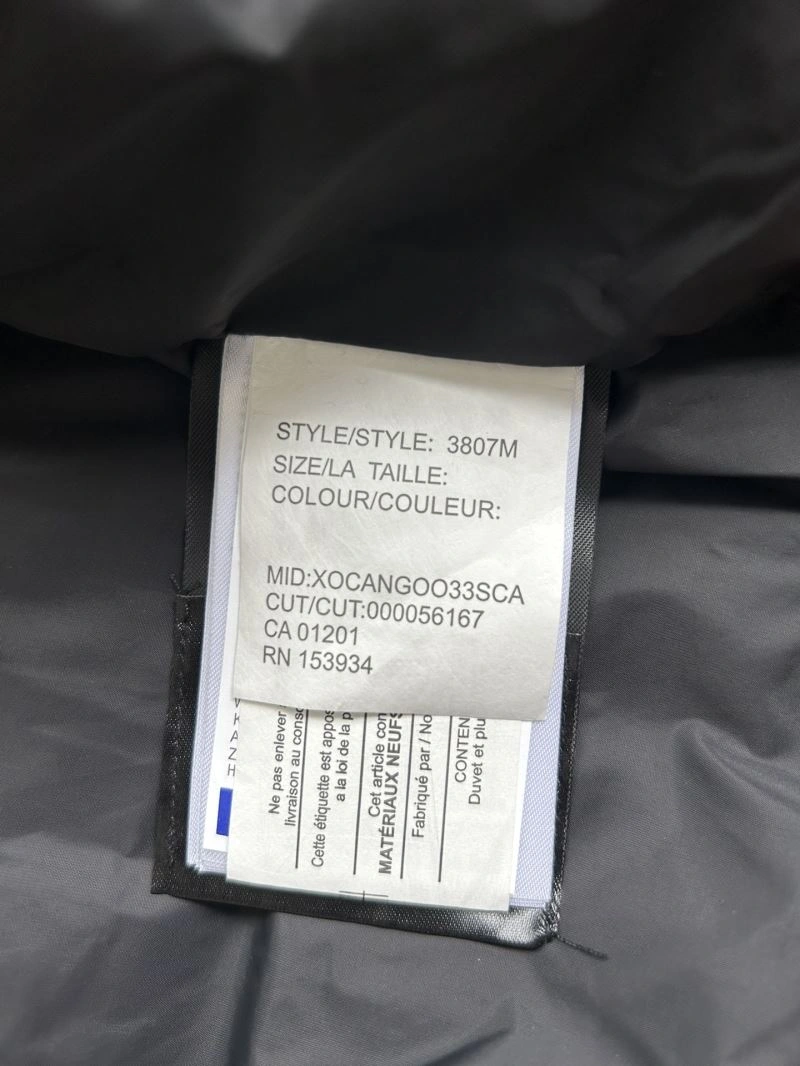 STYLE/STYLE: 3807M
SIZE/LA TAILLE:
COLOUR/COULEUR:
MID:XOCANGOO33SCA
CUT/CUT:000056167
CA 01201
RN 153934
Ne pas enlever
livraison au conso
Cette étiquette est appos
a la loi de la p
Cet article con
MATÉRIAUX NEUFS
Fabriqué par / No
CONTEN
Duvet et plu
K
A
Z
H